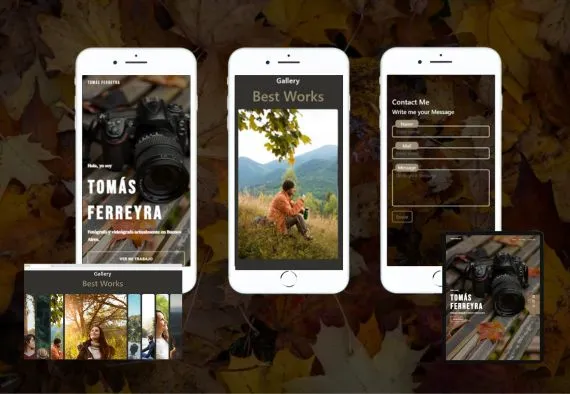 TOMÁS FERREYRA
Hola, yo soy
TOMÁS
FERREYRA
Fotógrafo y videógrafo actualmente en Buenos
Aires.
VER MI TRABAJO
Gallery
Best Works
Contact Me
Write me your Message
Name
Mail
Message
Enviar
Gallery
Best Works
TOMÁS
FERREYRA